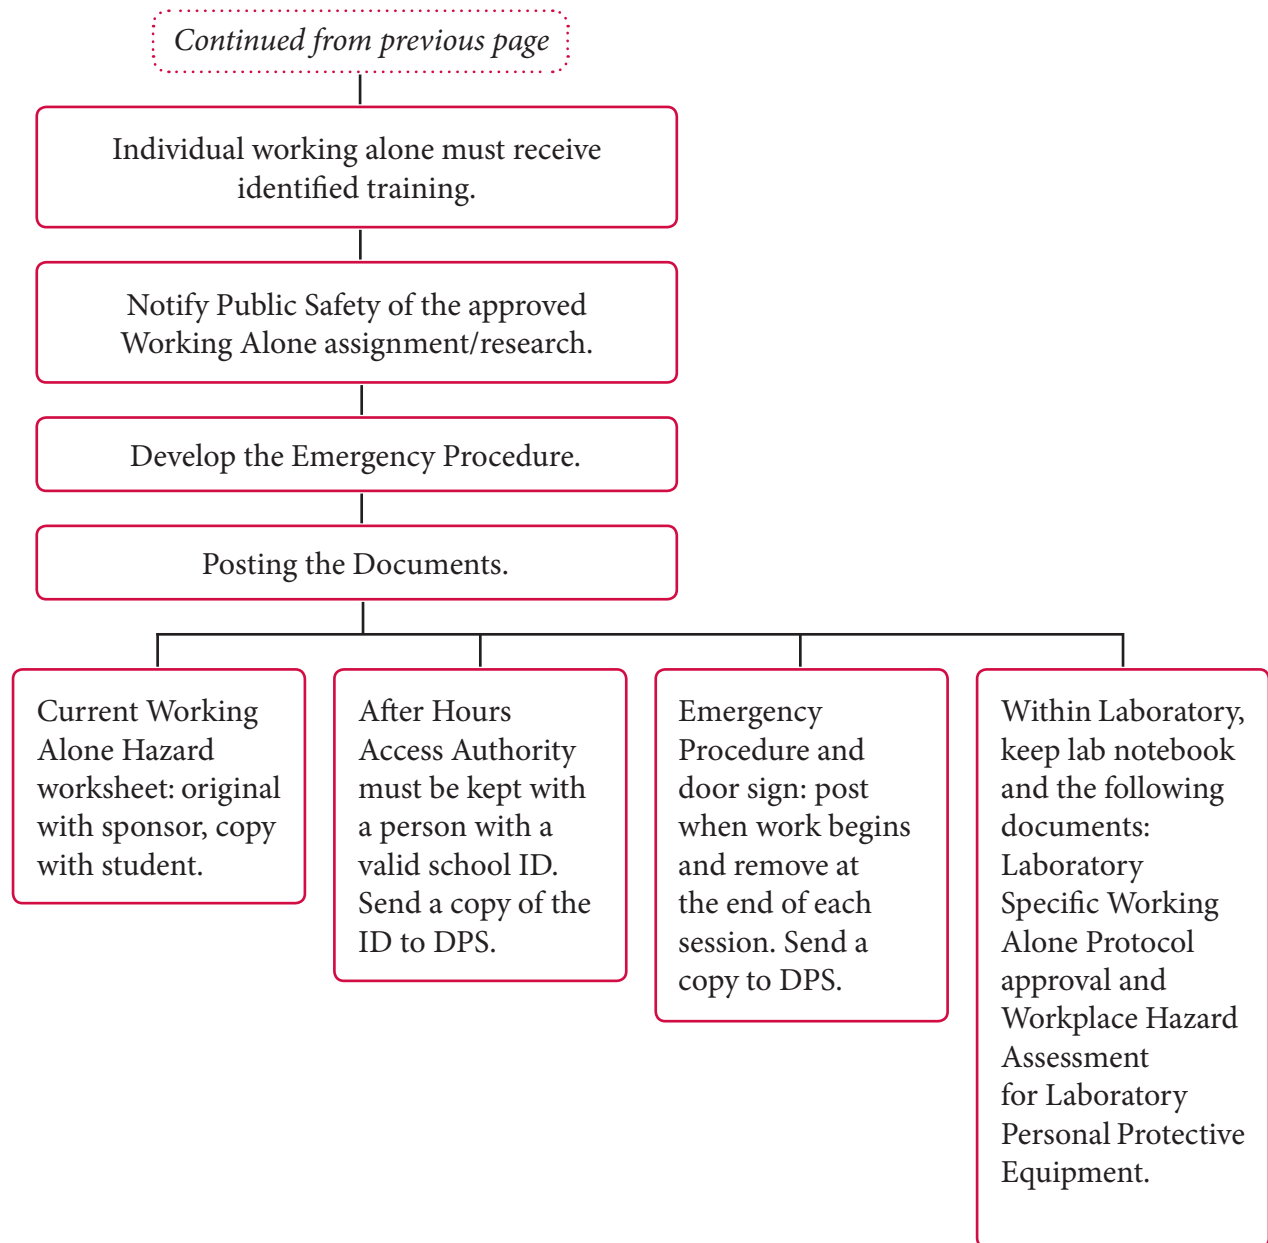 Continued from previous page
Individual working alone must receive
identified training.
Notify Public Safety of the approved
Working Alone assignment/research.
Develop the Emergency Procedure.
Posting the Documents.
Current Working
Alone Hazard
worksheet: original
with sponsor, copy
with student.
After Hours
Access Authority
must be kept with
a person with a
valid school ID.
Send a copy of the
ID to DPS.
Emergency
Procedure and
door sign: post
when work begins
and remove at
the end of each
session. Send a
copy to DPS.
Within Laboratory,
keep lab notebook
and the following
documents:
Laboratory
Specific Working
Alone Protocol
approval and
Workplace Hazard
Assessment
for Laboratory
Personal Protective
Equipment.